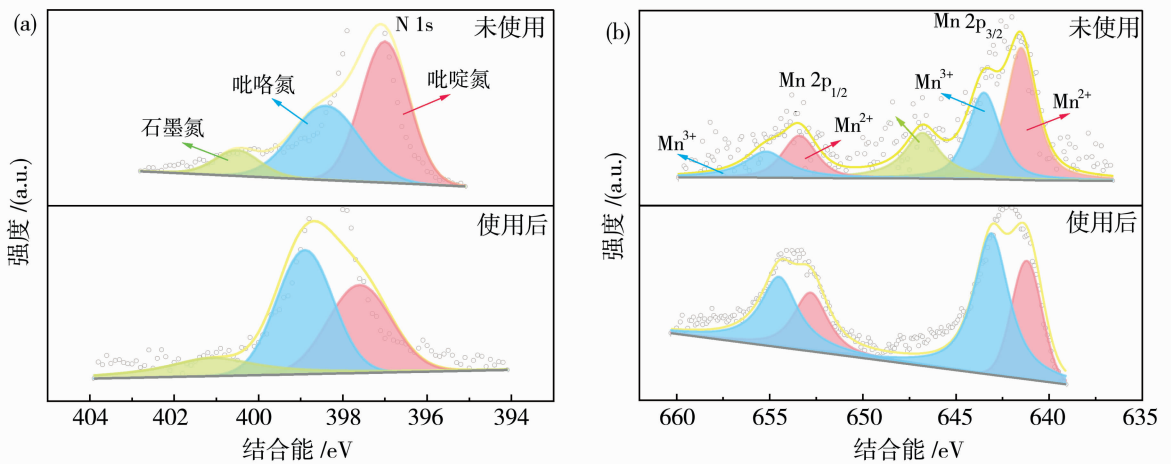 (a)
N 1s
未使用
吡咯氮
吡啶氮
石墨氮
使用后
强度 /(a.u.)
404
402
400
398
396
394
结合能 /eV
(b)
Mn 2p3/2
未使用
Mn 2p1/2
Mn3+
Mn2+
Mn2+
Mn3+
使用后
强度 /(a.u.)
660
655
650
645
640
635
结合能 /eV